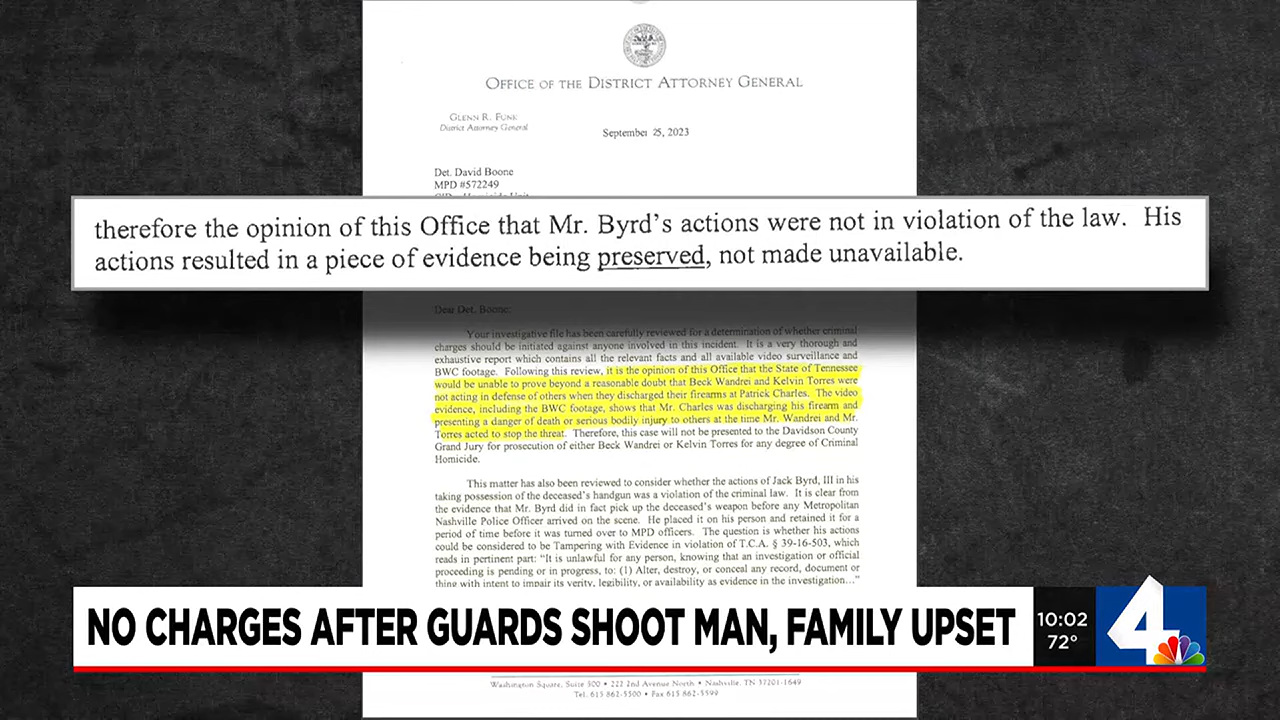 OFFICE OF THE DISTRICT ATTORNEY GENERAL
GLENN R. FUNK
District Attorney General
September 25, 2023
Det. David Boone
MPD #572249
therefore the opinion of this Office that Mr. Byrd's actions were not in violation of the law. His
actions resulted in a piece of evidence being preserved, not made unavailable.
Dear Det. Boone:
Your investigative file has been carefully reviewed for a determination of whether criminal
charges should be initiated against anyone involved in this incident. It is a very thorough and
exhaustive report which contains all the relevant facts and all available video surveillance and
BWC footage. Following this review, it is the opinion of this Office that the State of Tennessee
would be unable to prove beyond a reasonable doubt that Beck Wandrei and Kelvin Torres were
not acting in defense of others when they discharged their firearms at Patrick Charles. The video
evidence, including the BWC footage, shows that Mr. Charles was discharging his firearm and
presenting a danger of death or serious bodily injury to others at the time Mr. Wandrei and Mr.
Torres acted to stop the threat. Therefore, this case will not be presented to the Davidson County
Grand Jury for prosecution of either Beck Wandrei or Kelvin Torres for any degree of Criminal
Homicide.
This matter has also been reviewed to consider whether the actions of Jack Byrd, III in his
taking possession of the deceased's handgun was a violation of the criminal law. It is clear from
the evidence that Mr. Byrd did in fact pick up the deceased's weapon before any Metropolitan
Nashville Police Officer arrived on the scene. He placed it on his person and retained it for a
period of time before it was turned over to MPD officers. The question is whether his actions
could be considered to be Tampering with Evidence in violation of T.C.A. § 39-16-503, which
reads in pertinent part: "It is unlawful for any person, knowing that an investigation or official
proceeding is pending or in progress, to: (1) Alter, destroy, or conceal any record, document or
thing with intent to impair its verity, legibility, or availability as evidence in the investigation..."
NO CHARGES AFTER GUARDS SHOOT MAN, FAMILY UPSET
10:02
72°
4
Washington Square, Suite 500 • 222 2nd Avenue North • Nashville, TN 37201-1649
Tel. 615 862-5500 • Fax 615 862-5599